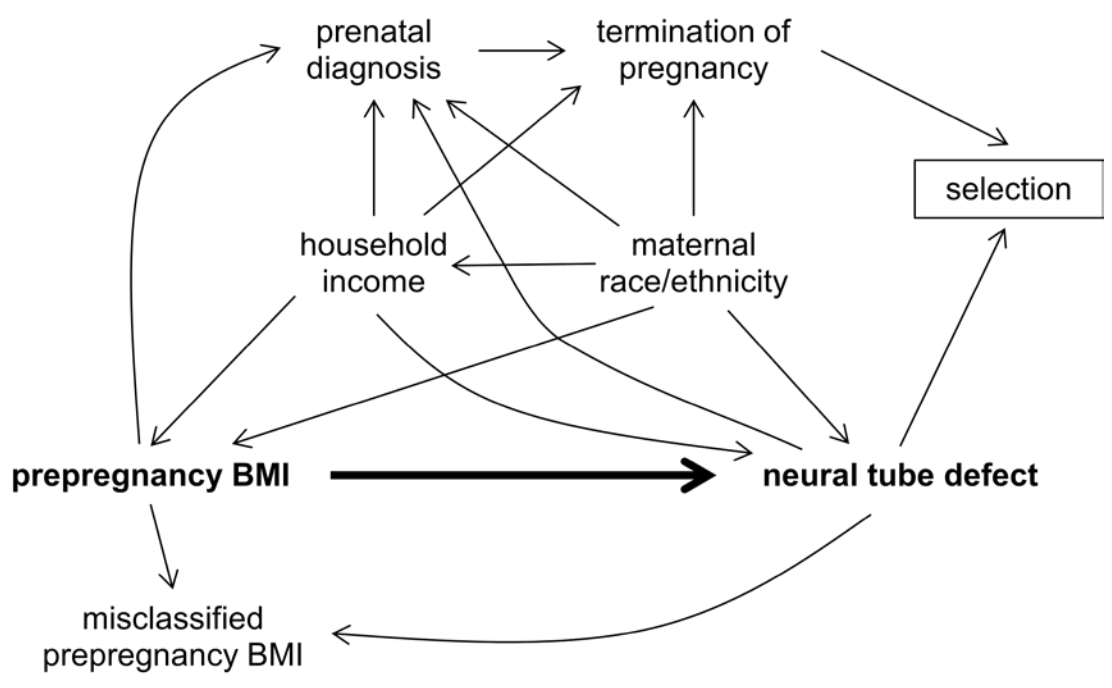 prenatal
diagnosis
termination of
pregnancy
selection
household
income
maternal
race/ethnicity
prepregnancy BMI
neural tube defect
misclassified
prepregnancy BMI